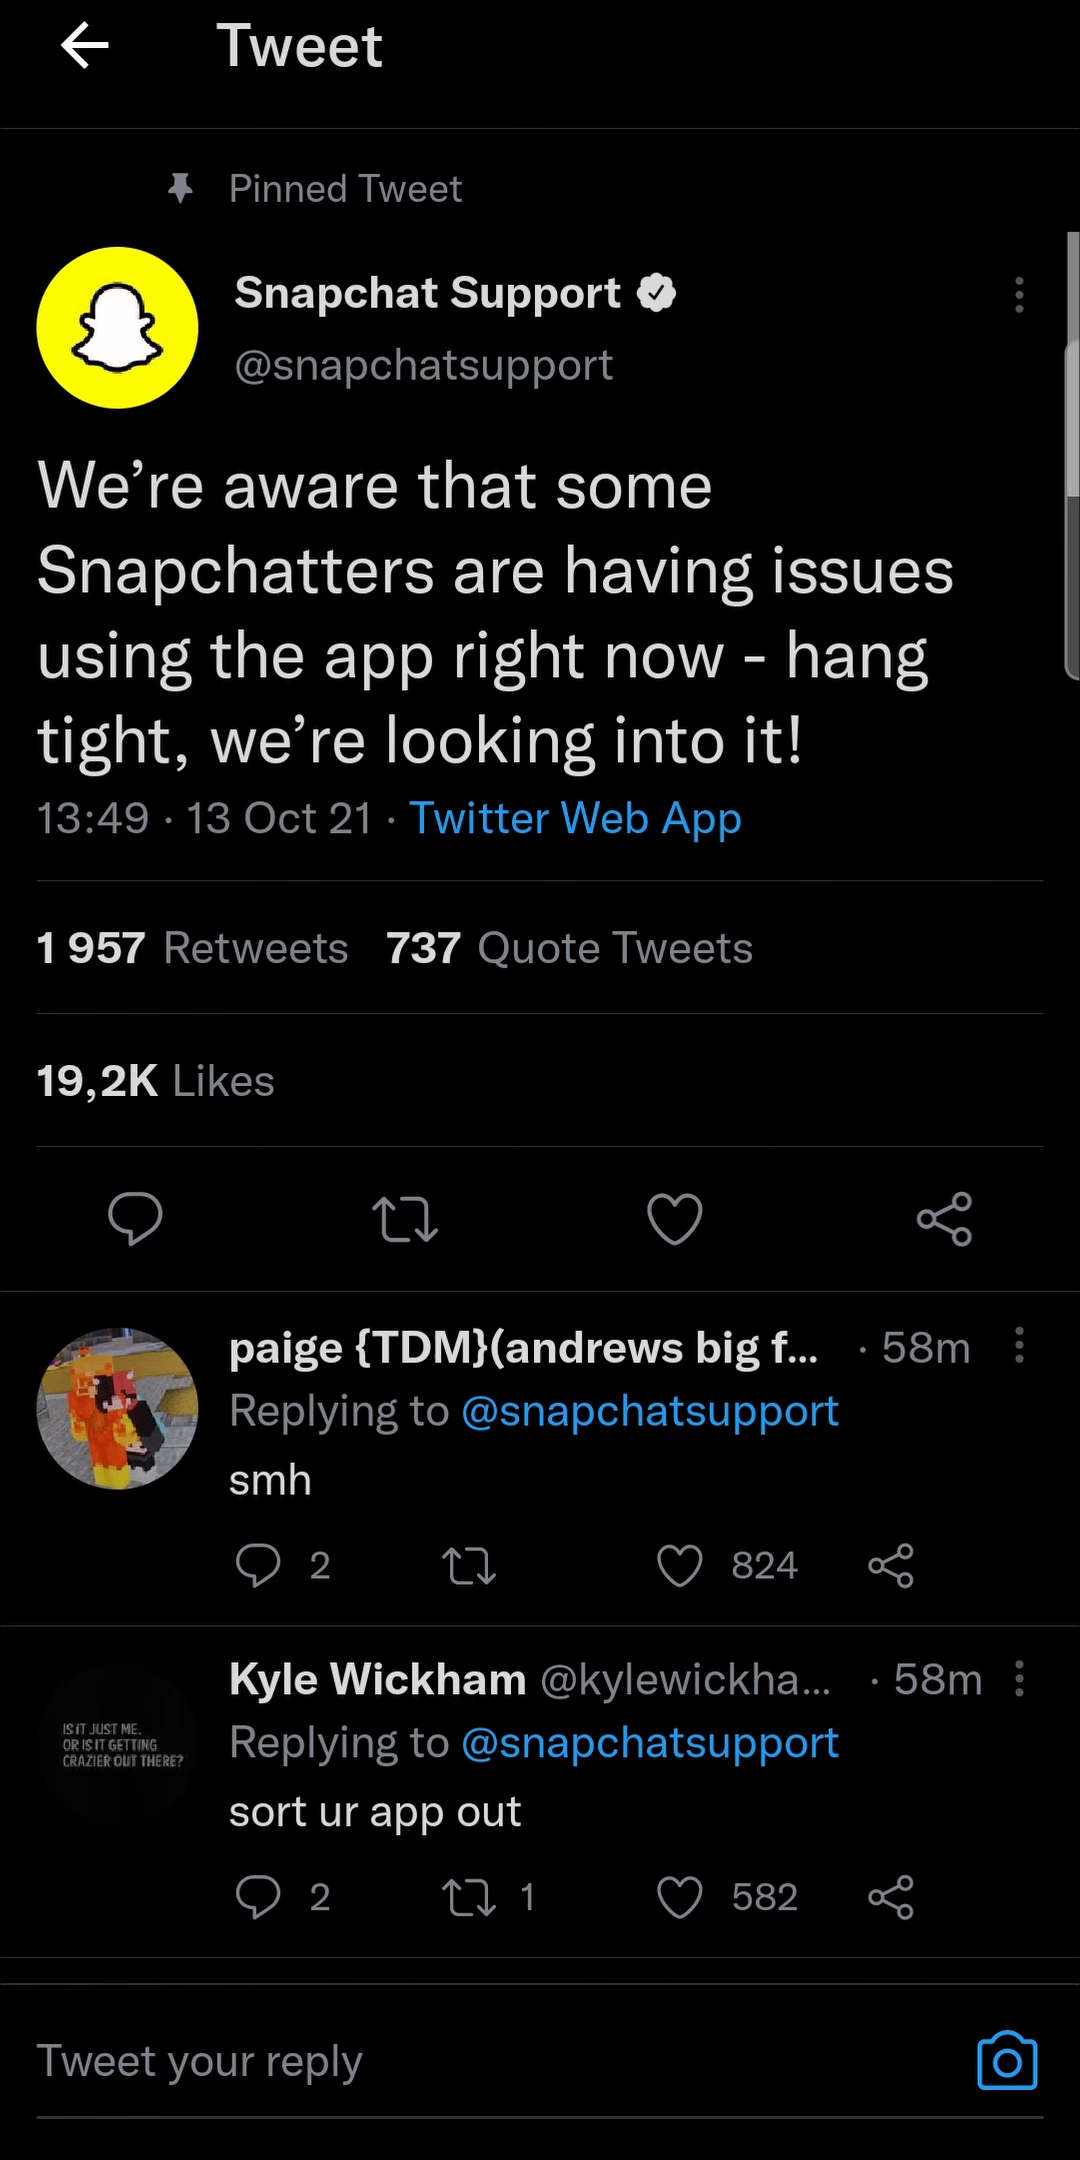 Tweet
Pinned Tweet
Snapchat Support
@snapchatsupport
We’re aware that some
Snapchatters are having issues
using the app right now - hang
tight, we’re looking into it!
13:49 · 13 Oct 21 · Twitter Web App
1 957 Retweets 737 Quote Tweets
19,2K Likes
paige {TDM}(andrews big f... · 58m
Replying to @snapchatsupport
smh
2 824
IS IT JUST ME.
OR IS IT GETTING
CRAZIER OUT THERE?
Kyle Wickham @kylewickha... · 58m
Replying to @snapchatsupport
sort ur app out
2 1 582
Tweet your reply